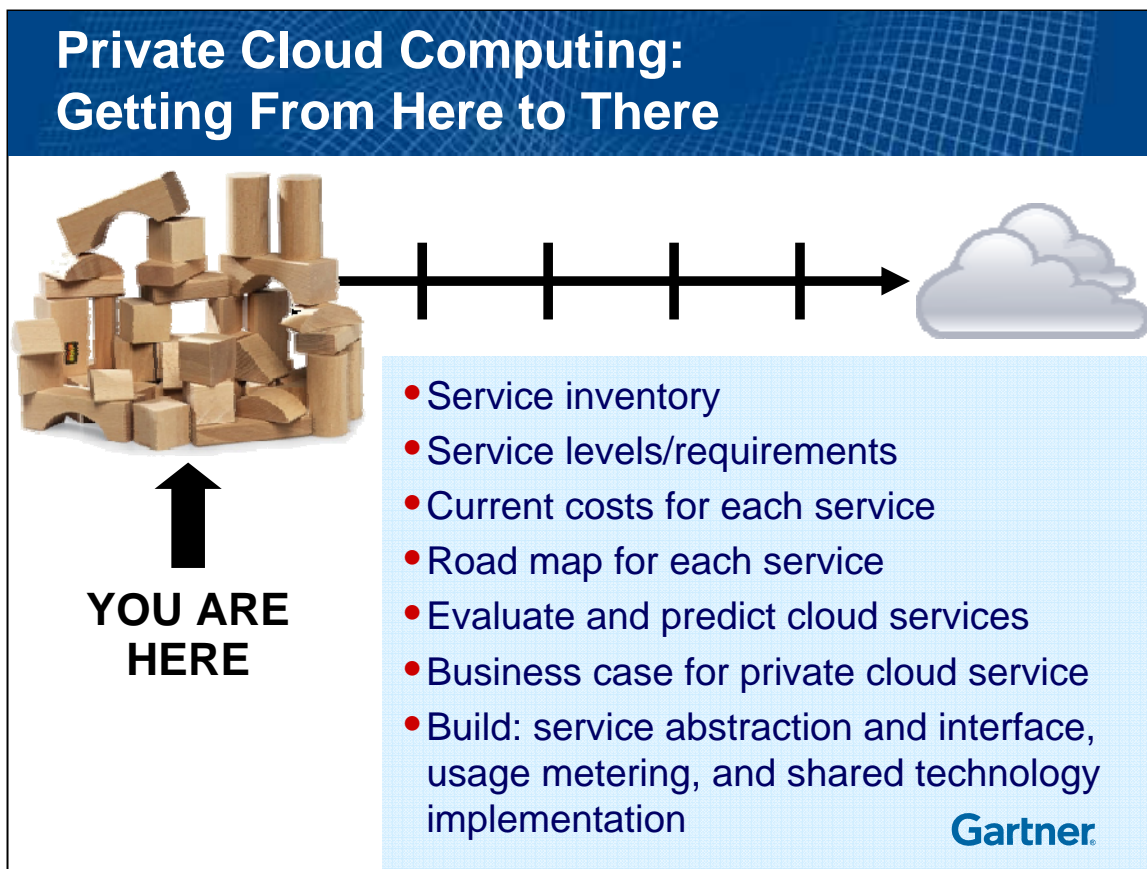 Private Cloud Computing:
Getting From Here to There
YOU ARE
HERE
•Service inventory
•Service levels/requirements
•Current costs for each service
•Road map for each service
•Evaluate and predict cloud services
•Business case for private cloud service
•Build: service abstraction and interface,
usage metering, and shared technology
implementation
Gartner®